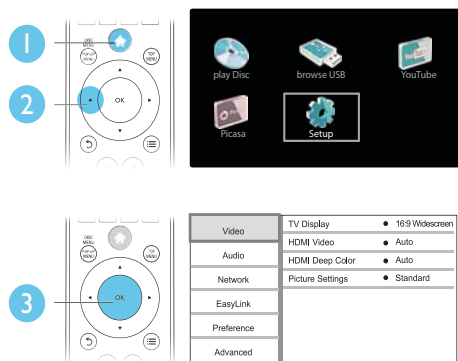 1
DISC
MENU
POP-UP
MENU
TOP
MENU
2
OK
play Disc
browse USB
YouTube
Picasa
Setup
DISC
MENU
POP-UP
MENU
TOP
MENU
3
OK
Video
Audio
Network
EasyLink
Preference
Advanced
TV Display ● 16:9 Widescreen
HDMI Video ● Auto
HDMI Deep Color ● Auto
Picture Settings ● Standard